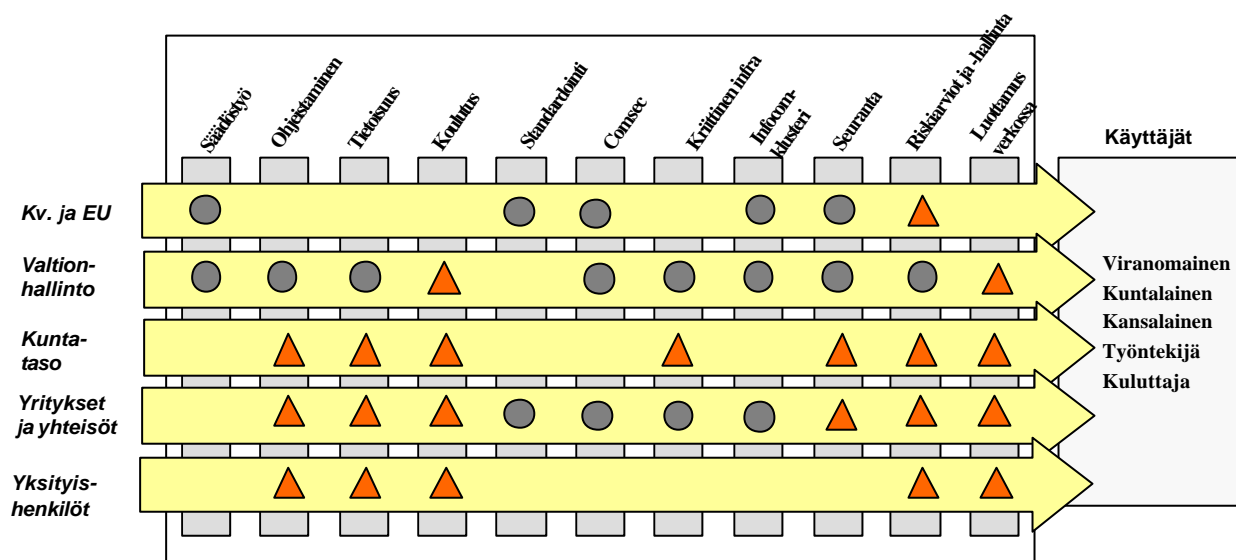 Säädöstyö
Ohjeistaminen
Tietoisuus
Koulutus
Standardointi
Comsec
Kriittinen infra
Infocom-
klusteri
Seuranta
Riskiarviot ja -hallinta
Luottamus
verkossa
Käyttäjät
Kv. ja EU
Valtion-
hallinto
Kunta-
taso
Yritykset
ja yhteisöt
Yksityis-
henkilöt
Viranomainen
Kuntalainen
Kansalainen
Työntekijä
Kuluttaja